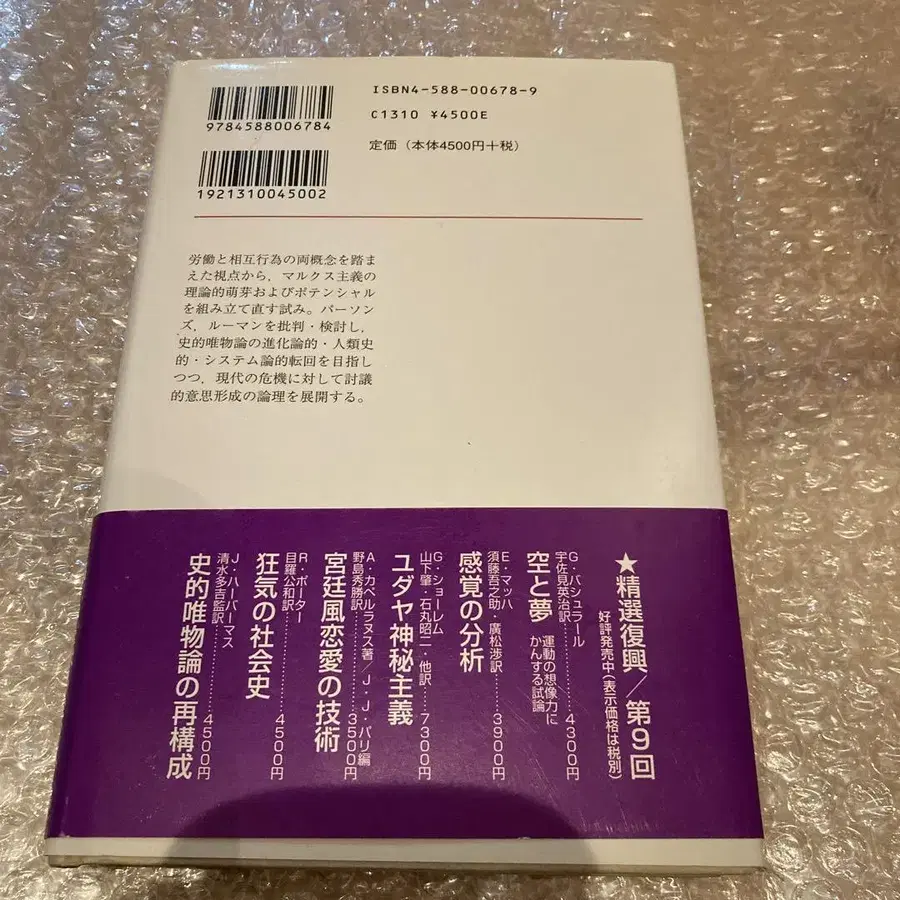 ISBN4-588-00678-9
C1310 ¥4500E
定価（本体4500円＋税）
9784588006784
1921310045002
労働と相互行為の両概念を踏ま
えた視点から，マルクス主義の
理論的萌芽およびポテンシャル
を組み立て直す試み。パーソン
ズ，ルーマンを批判・検討し，
史的唯物論の進化論的・人類史
的・システム論的転回を目指し
つつ，現代の危機に対して討議
的意思形成の論理を展開する。
★精選復興／第9回
好評発売中（表示価格は税別）
G・バシュラール
宇佐見英治訳………4300円
空と夢 運動の想像力に
かんする試論
E・マッハ
須藤吾之助・廣松渉訳………3900円
感覚の分析
G・ショーレム
山下肇・石丸昭二・他訳………7300円
ユダヤ神秘主義
A・カペルラヌス著／J・J・パリ編
野島秀勝訳………3500円
宮廷風恋愛の技術
R・ポーター
目羅公和訳………4500円
狂気の社会史
J・ハーバーマス
清水多吉監訳………4500円
史的唯物論の再構成